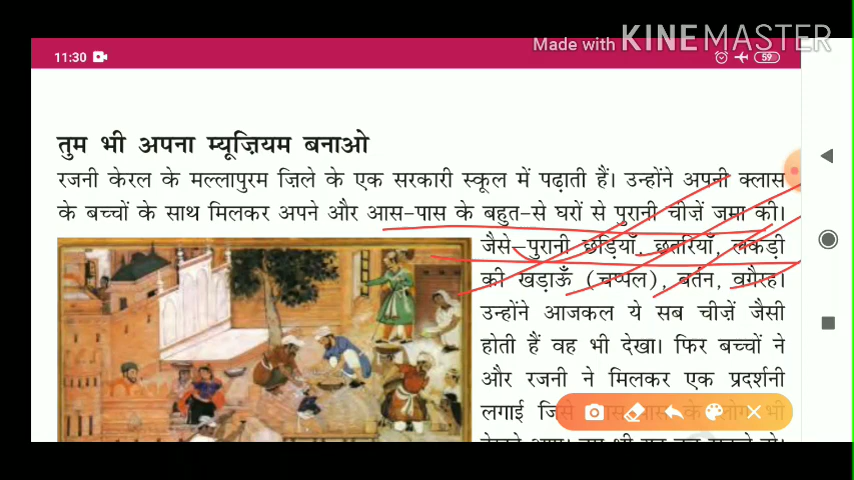 Made with KINEMASTER
11:30
59
तुम भी अपना म्यूज़ियम बनाओ
रजनी केरल के मल्लापुरम ज़िले के एक सरकारी स्कूल में पढ़ाती हैं। उन्होंने अपनी क्लास
के बच्चों के साथ मिलकर अपने और आस-पास के बहुत-से घरों से पुरानी चीज़ें जमा की।
जैसे-पुरानी छड़ियाँ, छतरियाँ, लकड़ी
की खड़ाऊँ (चप्पल), बर्तन, वगैरह।
उन्होंने आजकल ये सब चीज़ें जैसी
होती हैं वह भी देखा। फिर बच्चों ने
और रजनी ने मिलकर एक प्रदर्शनी
लगाई जिसे के लोग भी